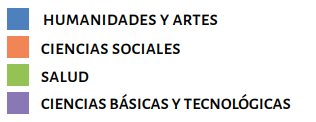 HUMANIDADES Y ARTES
CIENCIAS SOCIALES
SALUD
CIENCIAS BÁSICAS Y TECNOLÓGICAS